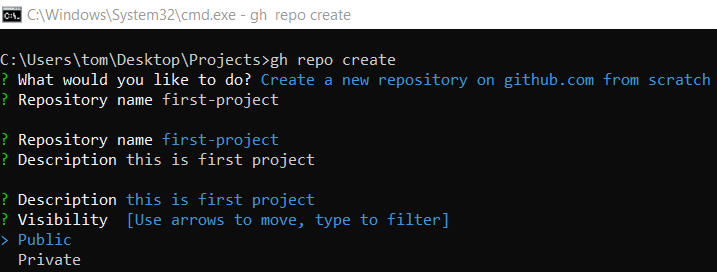 C:\Windows\System32\cmd.exe - gh  repo create
C:\Users\tom\Desktop\Projects>gh repo create
? What would you like to do? Create a new repository on github.com from scratch
? Repository name first-project
? Repository name first-project
? Description this is first project
? Description this is first project
? Visibility  [Use arrows to move, type to filter]
> Public
  Private